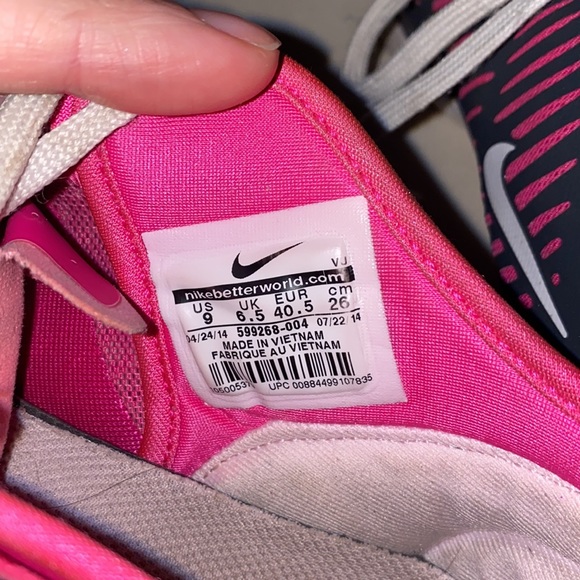 VJ
nikebetterworld.com
US UK EUR cm
9 6.5 40.5 26
04/24/14 599268-004 07/22/14
MADE IN VIETNAM
FABRIQUE AU VIETNAM
UPC 00884499107835